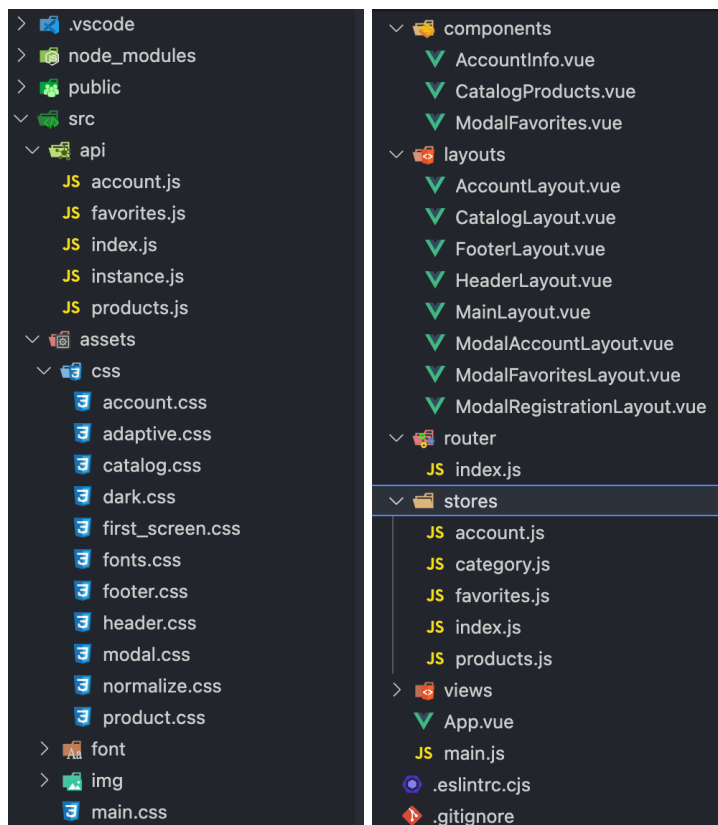 .vscode
node_modules
public
src
api
JS account.js
JS favorites.js
JS index.js
JS instance.js
JS products.js
assets
css
account.css
adaptive.css
catalog.css
dark.css
first_screen.css
fonts.css
footer.css
header.css
modal.css
normalize.css
product.css
Aa font
img
main.css
components
AccountInfo.vue
CatalogProducts.vue
ModalFavorites.vue
layouts
AccountLayout.vue
CatalogLayout.vue
FooterLayout.vue
HeaderLayout.vue
MainLayout.vue
ModalAccountLayout.vue
ModalFavoritesLayout.vue
ModalRegistrationLayout.vue
router
JS index.js
stores
JS account.js
JS category.js
JS favorites.js
JS index.js
JS products.js
views
App.vue
JS main.js
.eslintrc.cjs
.gitignore